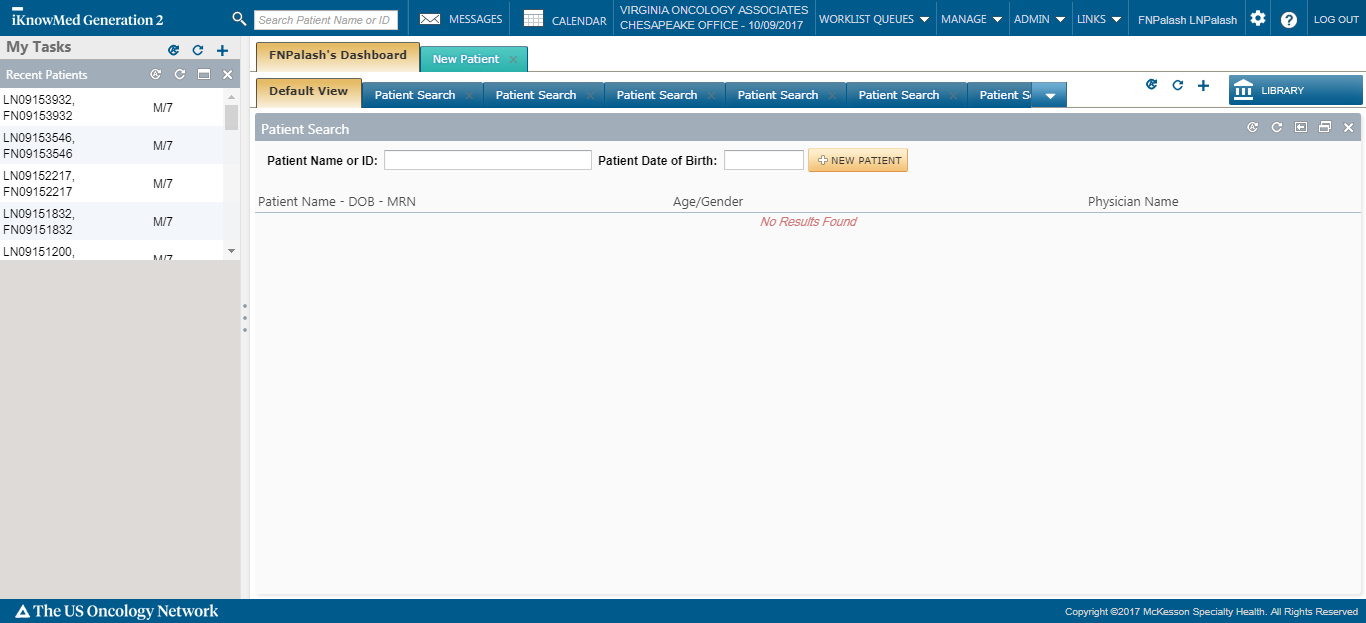 iKnowMed Generation 2
Search Patient Name or ID
MESSAGES
CALENDAR
VIRGINIA ONCOLOGY ASSOCIATES
CHESAPEAKE OFFICE - 10/09/2017
WORKLIST QUEUES
MANAGE
ADMIN
LINKS
FNPalash LNPalash
LOG OUT
My Tasks
Recent Patients
LN09153932,
FN09153932
M/7
LN09153546,
FN09153546
M/7
LN09152217,
FN09152217
M/7
LN09151832,
FN09151832
M/7
LN09151200,
M/7
FNPalash's Dashboard
New Patient
Default View
Patient Search
Patient Search
Patient Search
Patient Search
Patient Search
Patient S
LIBRARY
Patient Search
Patient Name or ID:
Patient Date of Birth:
NEW PATIENT
Patient Name - DOB - MRN
Age/Gender
Physician Name
No Results Found
The US Oncology Network
Copyright ©2017 McKesson Specialty Health. All Rights Reserved